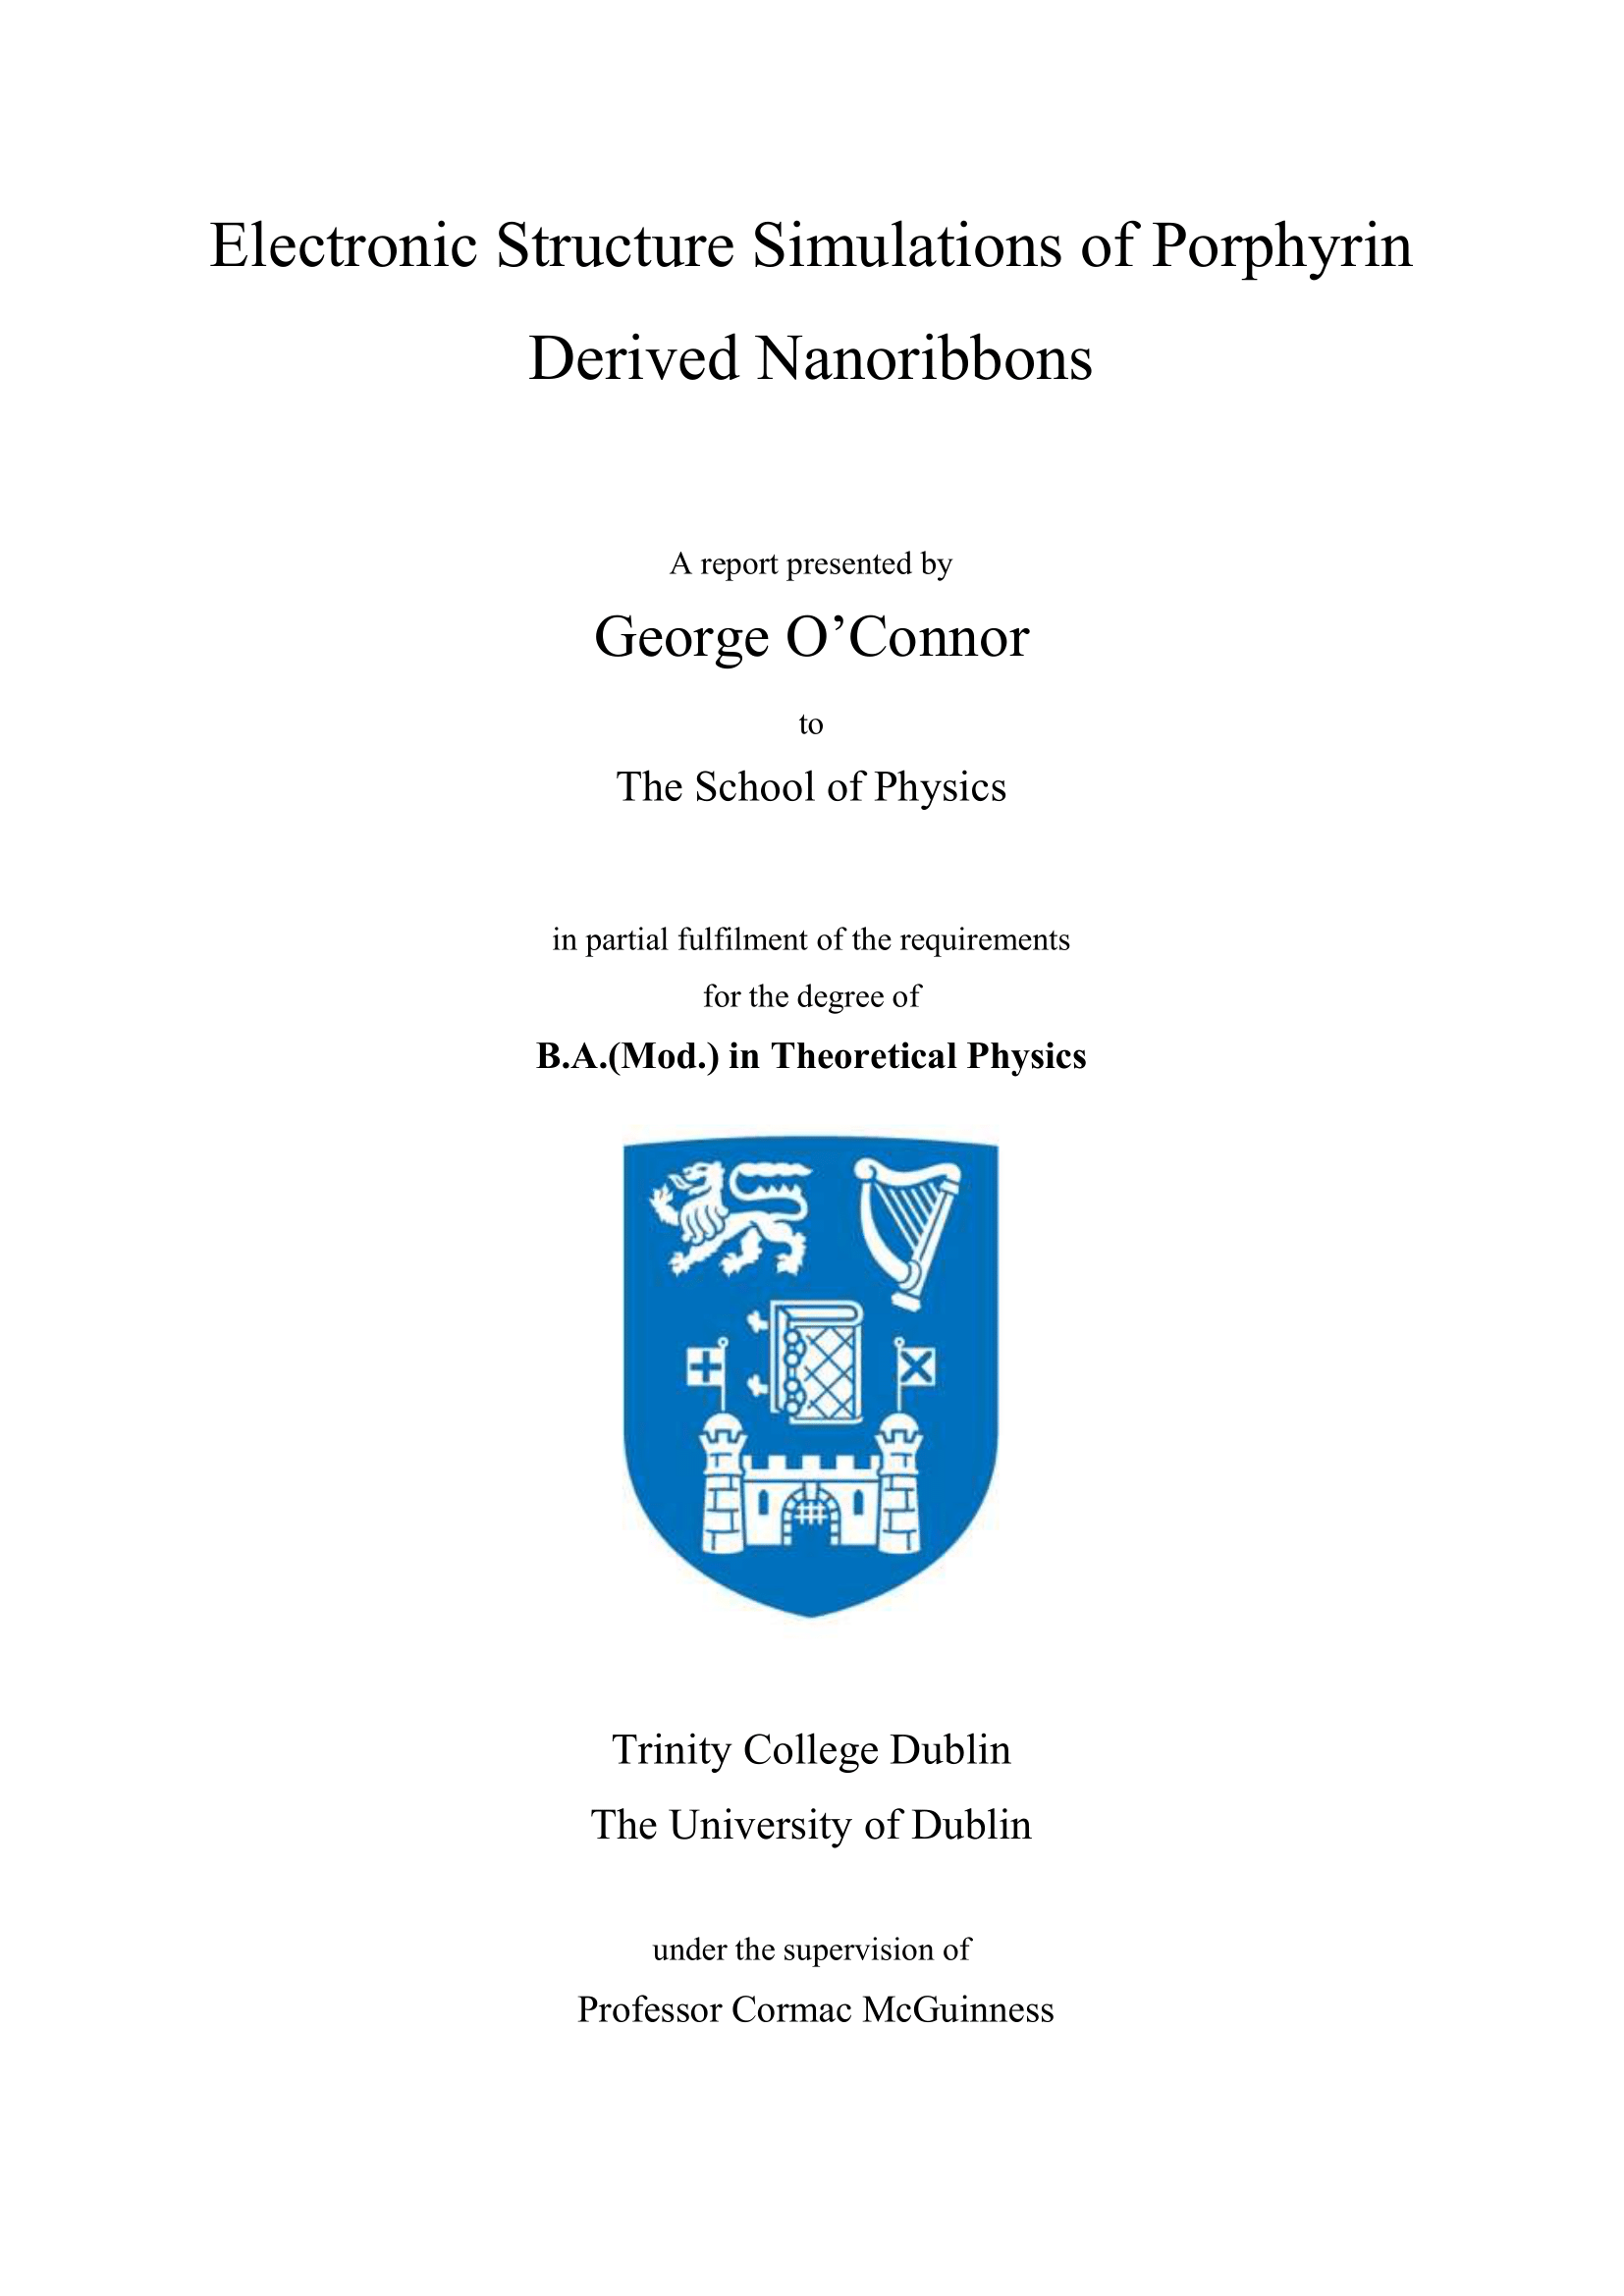 Electronic Structure Simulations of Porphyrin
Derived Nanoribbons
A report presented by
George O’Connor
to
The School of Physics
in partial fulfilment of the requirements
for the degree of
B.A.(Mod.) in Theoretical Physics
Trinity College Dublin
The University of Dublin
under the supervision of
Professor Cormac McGuinness